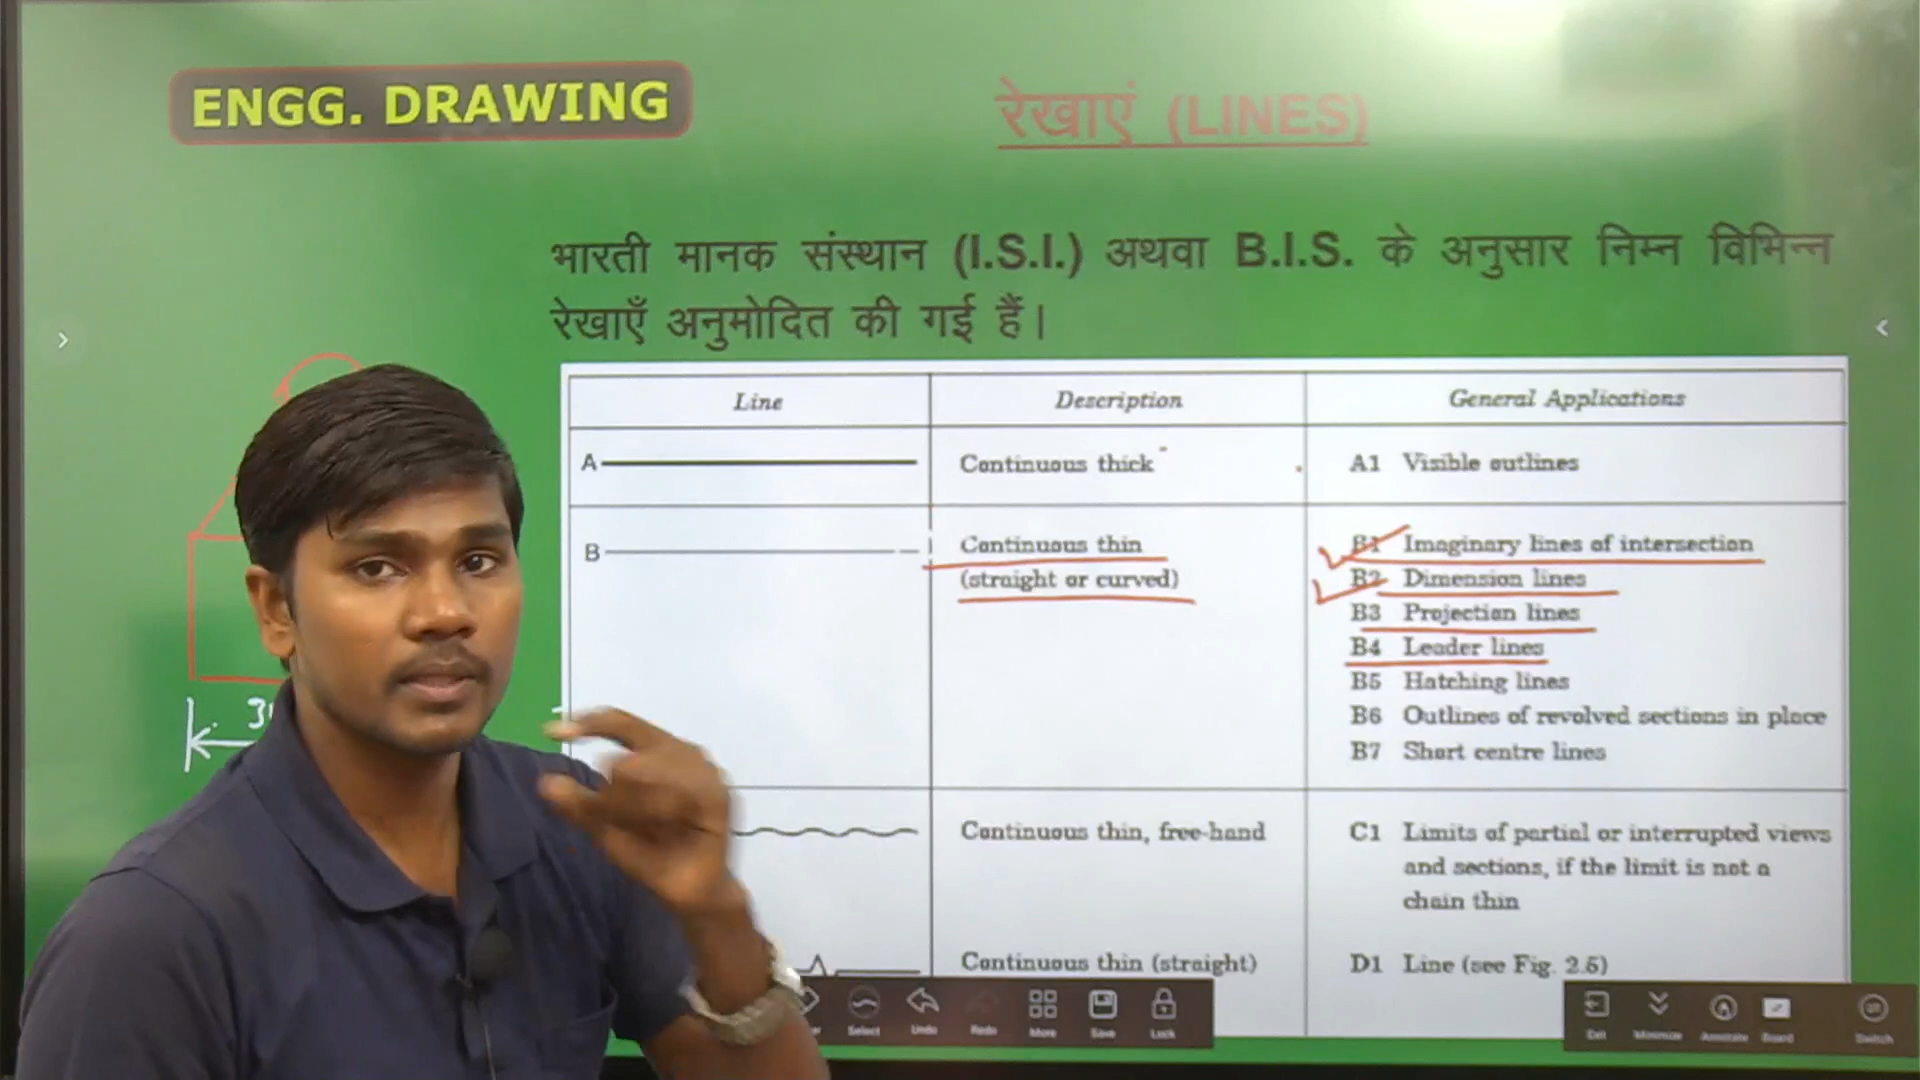 ENGG. DRAWING
रेखाएं (LINES)
भारती मानक संस्थान (I.S.I.) अथवा B.I.S. के अनुसार निम्न विभिन्न
रेखाएँ अनुमोदित की गई हैं।
Line Description General Applications
A Continuous thick A1 Visible outlines
B Continuous thin B1 Imaginary lines of intersection
(straight or curved) B2 Dimension lines
B3 Projection lines
B4 Leader lines
B5 Hatching lines
B6 Outlines of revolved sections in place
B7 Short centre lines
Continuous thin, free-hand C1 Limits of partial or interrupted views
and sections, if the limit is not a
chain thin
Continuous thin (straight) D1 Line (see Fig. 2.5)
Select Undo Redo More Save Lock
Exit Minimize Annotate Board Switch